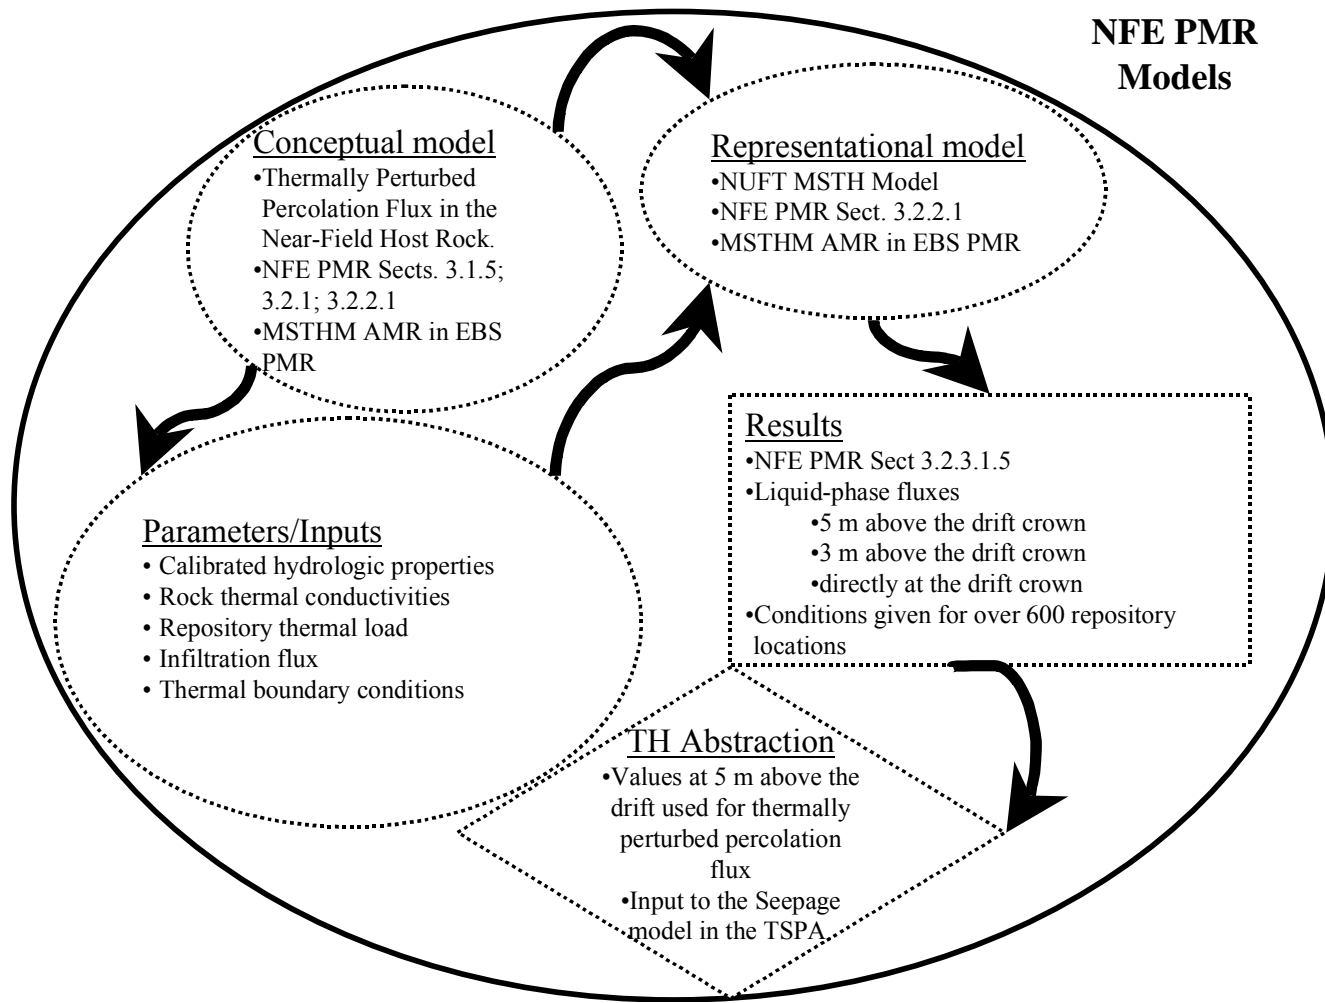 NFE PMR
Models
Conceptual model
•Thermally Perturbed
Percolation Flux in the
Near-Field Host Rock.
•NFE PMR Sects. 3.1.5;
3.2.1; 3.2.2.1
•MSTHM AMR in EBS
PMR
Representational model
•NUFT MSTH Model
•NFE PMR Sect. 3.2.2.1
•MSTHM AMR in EBS PMR
Parameters/Inputs
• Calibrated hydrologic properties
• Rock thermal conductivities
• Repository thermal load
• Infiltration flux
• Thermal boundary conditions
Results
•NFE PMR Sect 3.2.3.1.5
•Liquid-phase fluxes
•5 m above the drift crown
•3 m above the drift crown
•directly at the drift crown
•Conditions given for over 600 repository
locations
TH Abstraction
•Values at 5 m above the
drift used for thermally
perturbed percolation
flux
•Input to the Seepage
model in the TSPA.